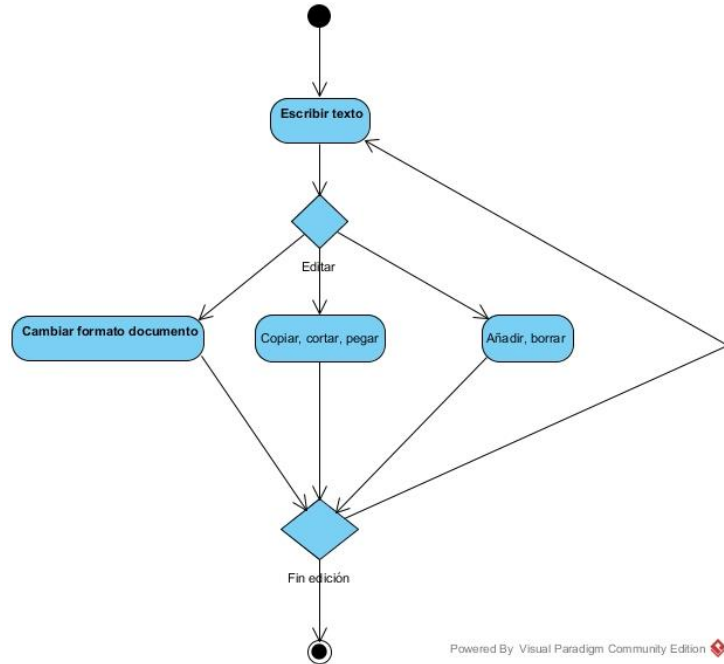 Escribir texto
Editar
Cambiar formato documento
Copiar, cortar, pegar
Añadir, borrar
Fin edición
Powered By Visual Paradigm Community Edition